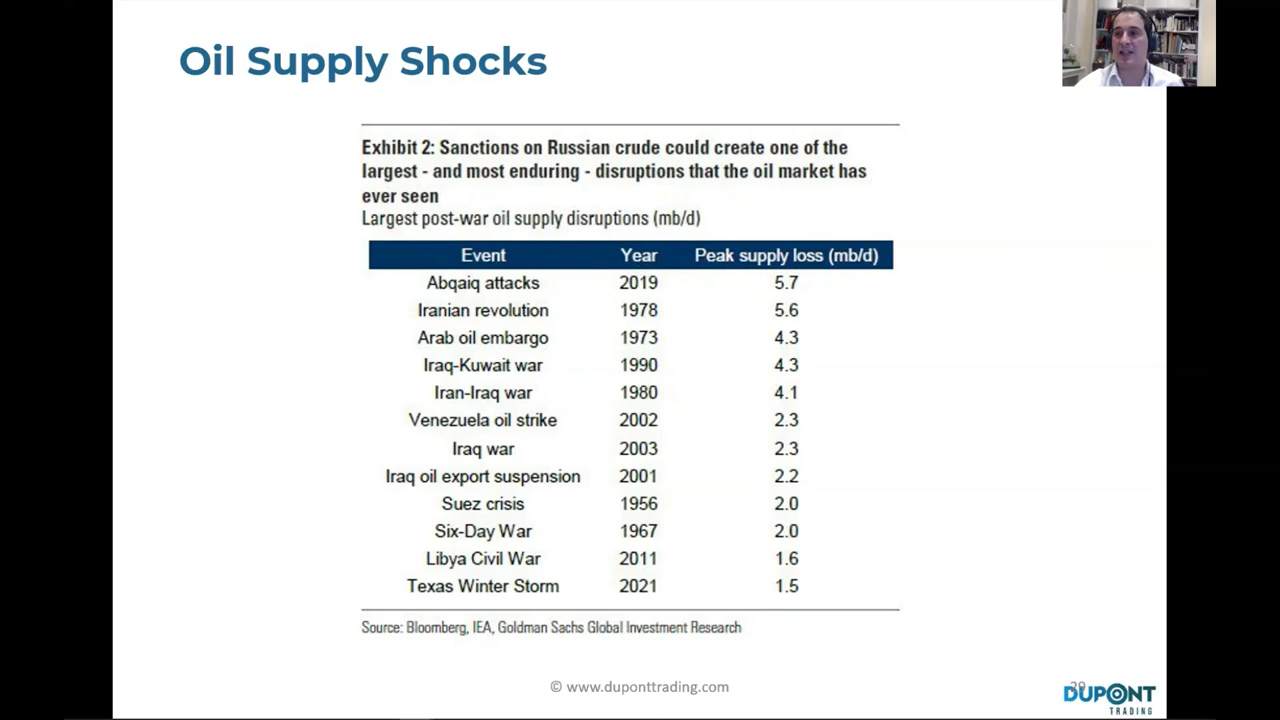 Oil Supply Shocks
Exhibit 2: Sanctions on Russian crude could create one of the
largest - and most enduring - disruptions that the oil market has
ever seen
Largest post-war oil supply disruptions (mb/d)
Event Year Peak supply loss (mb/d)
Abqaiq attacks 2019 5.7
Iranian revolution 1978 5.6
Arab oil embargo 1973 4.3
Iraq-Kuwait war 1990 4.3
Iran-Iraq war 1980 4.1
Venezuela oil strike 2002 2.3
Iraq war 2003 2.3
Iraq oil export suspension 2001 2.2
Suez crisis 1956 2.0
Six-Day War 1967 2.0
Libya Civil War 2011 1.6
Texas Winter Storm 2021 1.5
Source: Bloomberg, IEA, Goldman Sachs Global Investment Research
© www.duponttrading.com
DUPONT
TRADING